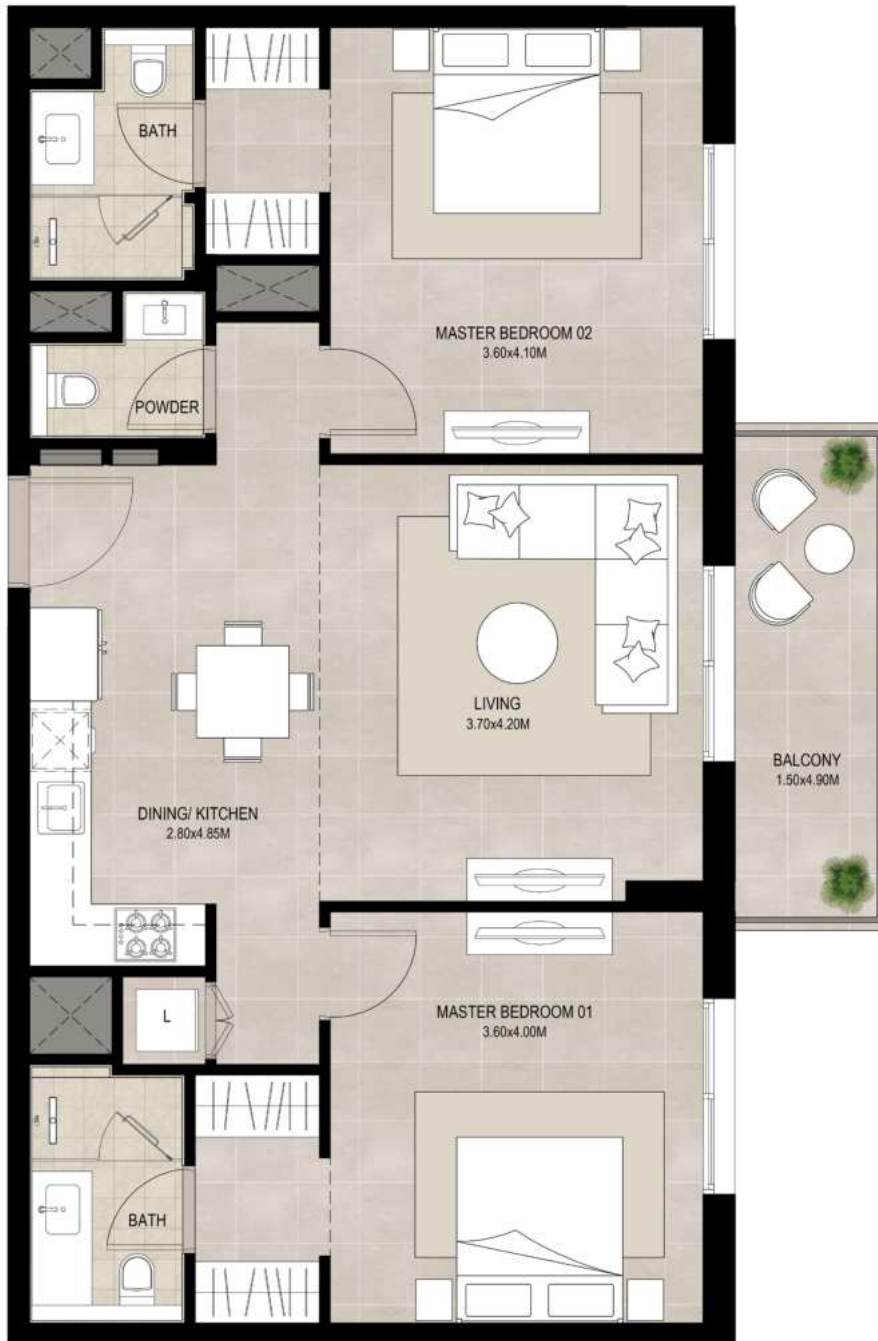 BATH
MASTER BEDROOM 02
3.60x4.10M
POWDER
LIVING
3.70x4.20M
BALCONY
1.50x4.90M
DINING/ KITCHEN
2.80x4.85M
L
MASTER BEDROOM 01
3.60x4.00M
BATH